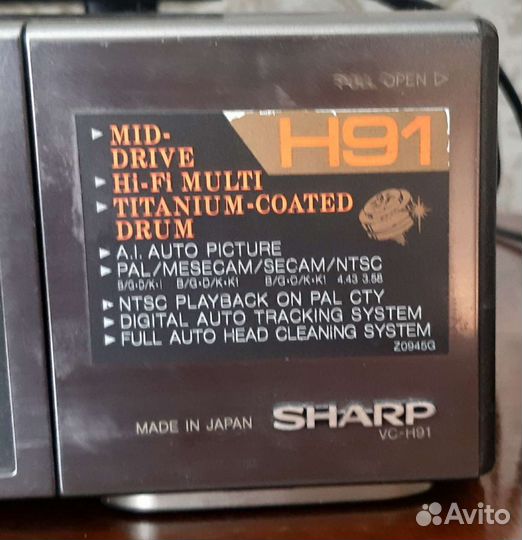 PULL OPEN ▷
H91
▶ MID-
DRIVE
▶ Hi-Fi MULTI
▶ TITANIUM-COATED
DRUM
▶ A.I. AUTO PICTURE
▶ PAL/MESECAM/SECAM/NTSC
B/G•D/K•I B/G•D/K•K1 B/G•D/K•K1 4.43 3.58
▶ NTSC PLAYBACK ON PAL CTV
▶ DIGITAL AUTO TRACKING SYSTEM
▶ FULL AUTO HEAD CLEANING SYSTEM
Z0945G
MADE IN JAPAN SHARP
VC-H91
Avito